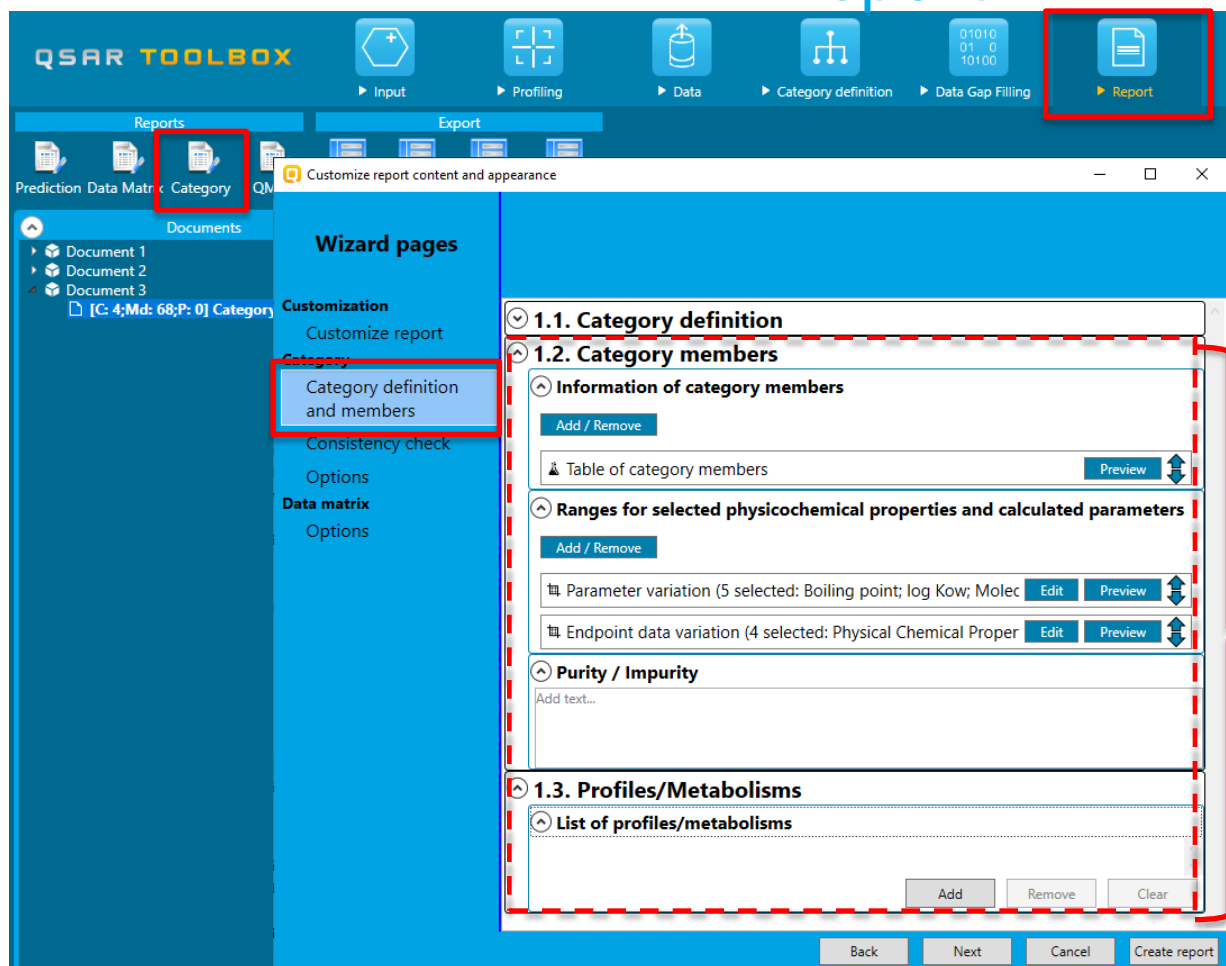 QSAR TOOLBOX
01010
01 0
10100
Input
Profiling
Data
Category definition
Data Gap Filling
Report
Reports
Export
Prediction
Data Matrix
Category
Customize report content and appearance
Documents
Document 1
Document 2
Document 3
[C: 4;Md: 68;P: 0] Category
Wizard pages
Customization
Customize report
Category
Category definition
and members
Consistency check
Options
Data matrix
Options
1.1. Category definition
1.2. Category members
Information of category members
Add / Remove
Table of category members
Preview
Ranges for selected physicochemical properties and calculated parameters
Add / Remove
Parameter variation (5 selected: Boiling point; log Kow; Molec
Edit
Preview
Endpoint data variation (4 selected: Physical Chemical Proper
Edit
Preview
Purity / Impurity
Add text...
1.3. Profiles/Metabolisms
List of profiles/metabolisms
Add
Remove
Clear
Back
Next
Cancel
Create report